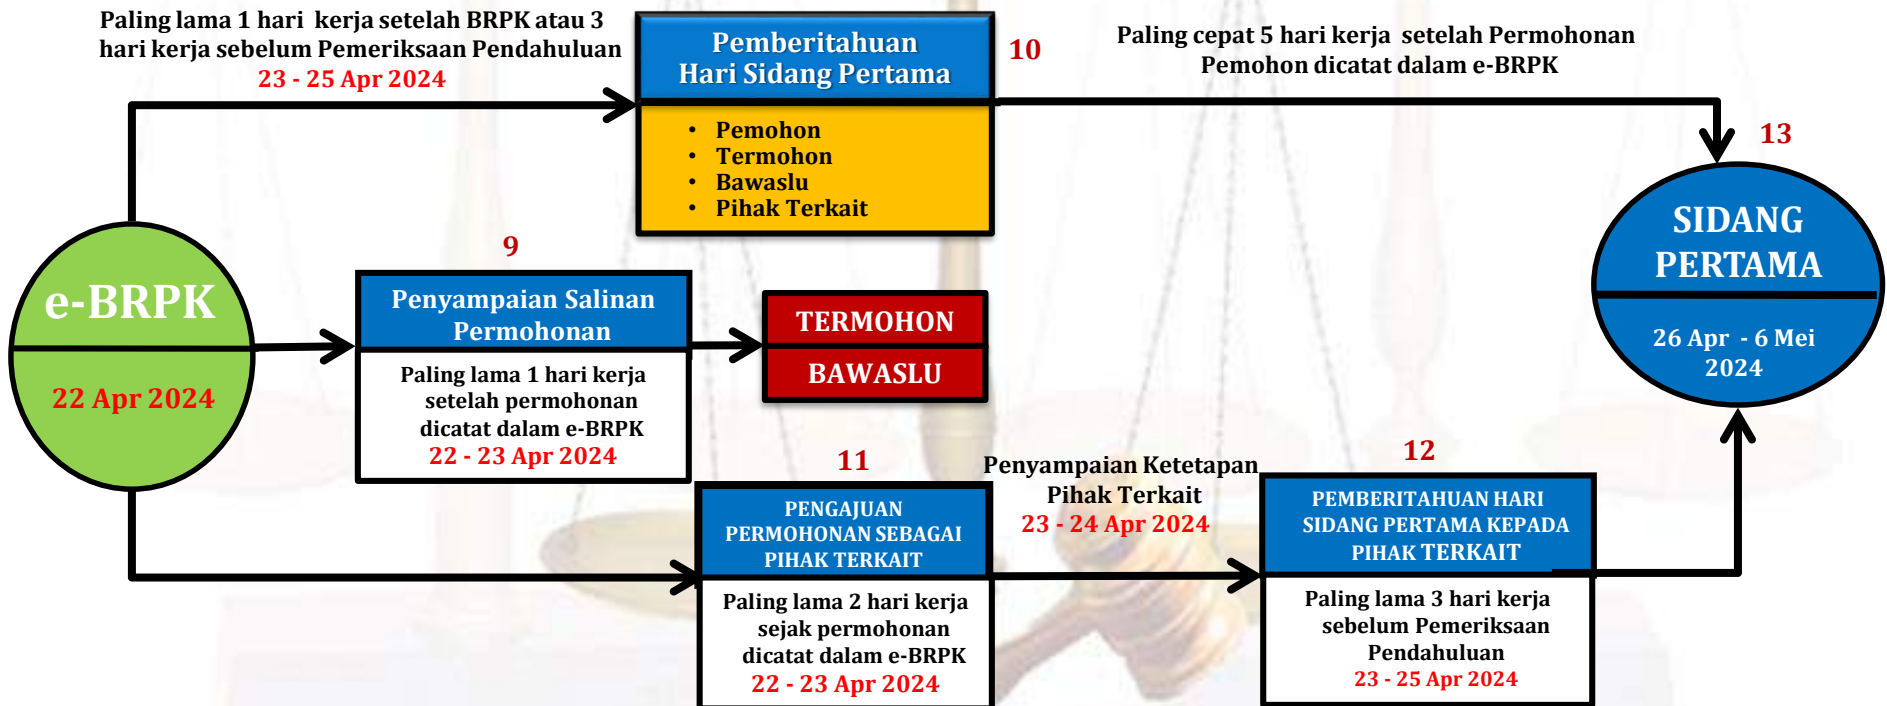 Paling lama 1 hari kerja setelah BRPK atau 3
hari kerja sebelum Pemeriksaan Pendahuluan
23 - 25 Apr 2024
Pemberitahuan
Hari Sidang Pertama
10
• Pemohon
• Termohon
• Bawaslu
• Pihak Terkait
Paling cepat 5 hari kerja setelah Permohonan
Pemohon dicatat dalam e-BRPK
13
SIDANG
PERTAMA
26 Apr - 6 Mei
2024
e-BRPK
22 Apr 2024
9
Penyampaian Salinan
Permohonan
Paling lama 1 hari kerja
setelah permohonan
dicatat dalam e-BRPK
22 - 23 Apr 2024
TERMOHON
BAWASLU
11
PENGAJUAN
PERMOHONAN SEBAGAI
PIHAK TERKAIT
Paling lama 2 hari kerja
sejak permohonan
dicatat dalam e-BRPK
22 - 23 Apr 2024
Penyampaian Ketetapan
Pihak Terkait
23 - 24 Apr 2024
12
PEMBERITAHUAN HARI
SIDANG PERTAMA KEPADA
PIHAK TERKAIT
Paling lama 3 hari kerja
sebelum Pemeriksaan
Pendahuluan
23 - 25 Apr 2024